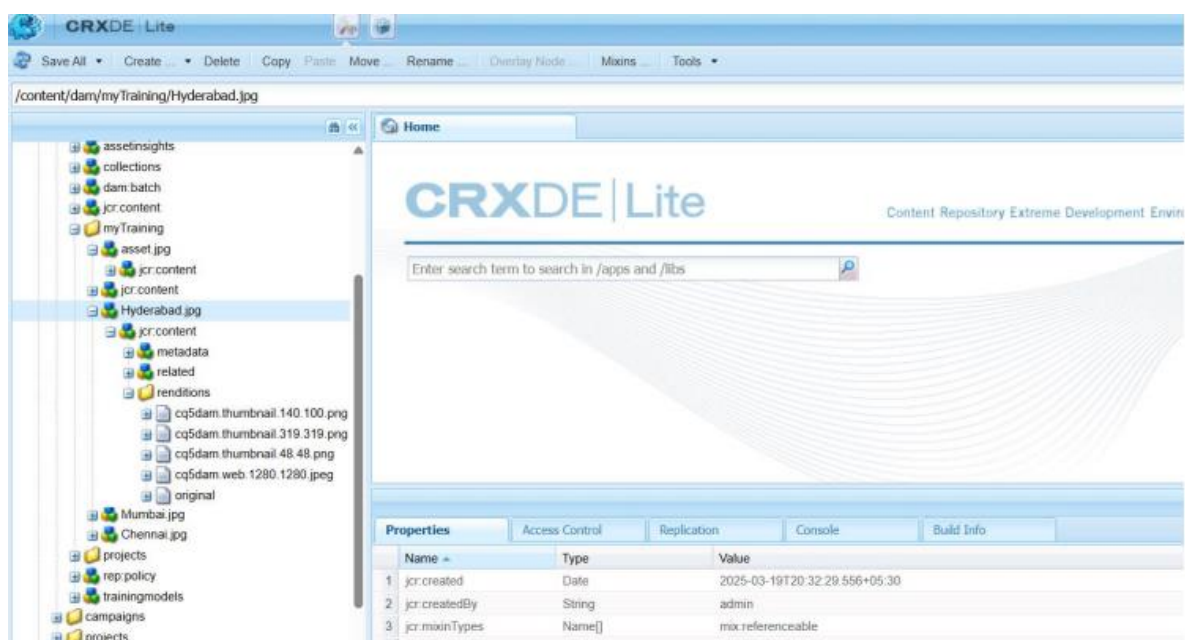 CRXDE Lite
Save All Create ... Delete Copy Paste Move ... Rename ... Overlay Node ... Mixins ... Tools
/content/dam/myTraining/Hyderabad.jpg
assetinsights
collections
dam:batch
jcr:content
myTraining
asset.jpg
jcr:content
jcr:content
Hyderabad.jpg
jcr:content
metadata
related
renditions
cq5dam.thumbnail.140.100.png
cq5dam.thumbnail.319.319.png
cq5dam.thumbnail.48.48.png
cq5dam.web.1280.1280.jpeg
original
Mumbai.jpg
Chennai.jpg
projects
rep:policy
trainingmodels
campaigns
projects
Home
CRXDE Lite
Content Repository Extreme Development Envir
Enter search term to search in /apps and /libs
Properties Access Control Replication Console Build Info
Name Type Value
1 jcr:created Date 2025-03-19T20:32:29.556+05:30
2 jcr:createdBy String admin
3 jcr:mixinTypes Name[] mix:referenceable